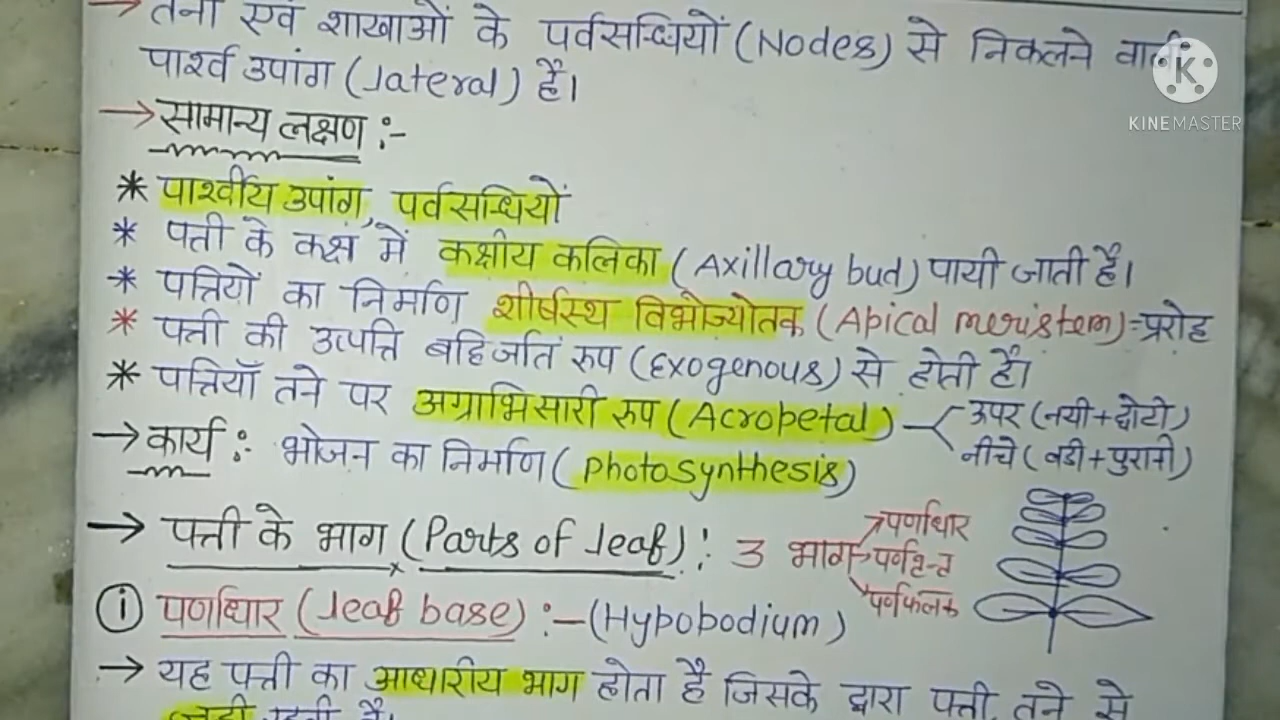 → तना एवं शाखाओं के पर्वसन्धियों (Nodes) से निकलने वाली
पार्श्व उपांग (lateral) है।
K
KINEMASTER
→ सामान्य लक्षण :-
* पार्श्वीय उपांग, पर्वसन्धियों
* पत्ती के कक्ष में कक्षीय कलिका (Axillary bud) पायी जाती है।
* पत्तियों का निर्माण शीर्षस्थ विभोज्योतक (Apical meristem) = प्ररोह
* पत्ती की उत्पत्ति बहिर्जात रूप (Exogenous) से होती है।
* पत्तियाँ तने पर अग्राभिसारी रूप (Acropetal)
उपर (नयी+छोटी)
नीचे (बडी+पुरानी)
→ कार्य :- भोजन का निर्माण (Photosynthesis)
→ पत्ती के भाग (Parts of leaf) : 3 भाग
पर्णाधार
पर्णवृन्त
पर्णफलक
(i) पर्णाधार (leaf base) :- (Hypopodium)
→ यह पत्ती का आधारीय भाग होता है जिसके द्वारा पत्ती, तने से